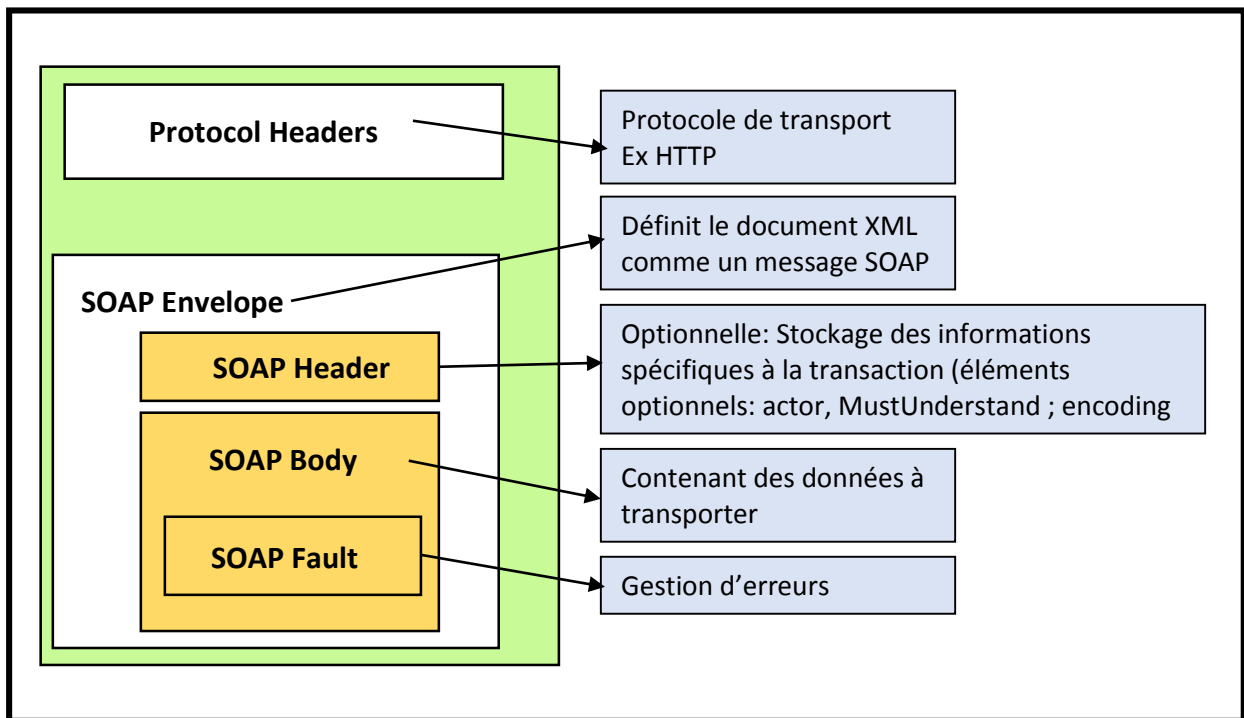 Protocol Headers
Protocole de transport
Ex HTTP
Définit le document XML
comme un message SOAP
SOAP Envelope
SOAP Header
Optionnelle: Stockage des informations
spécifiques à la transaction (éléments
optionnels: actor, MustUnderstand ; encoding
SOAP Body
Contenant des données à
transporter
SOAP Fault
Gestion d’erreurs